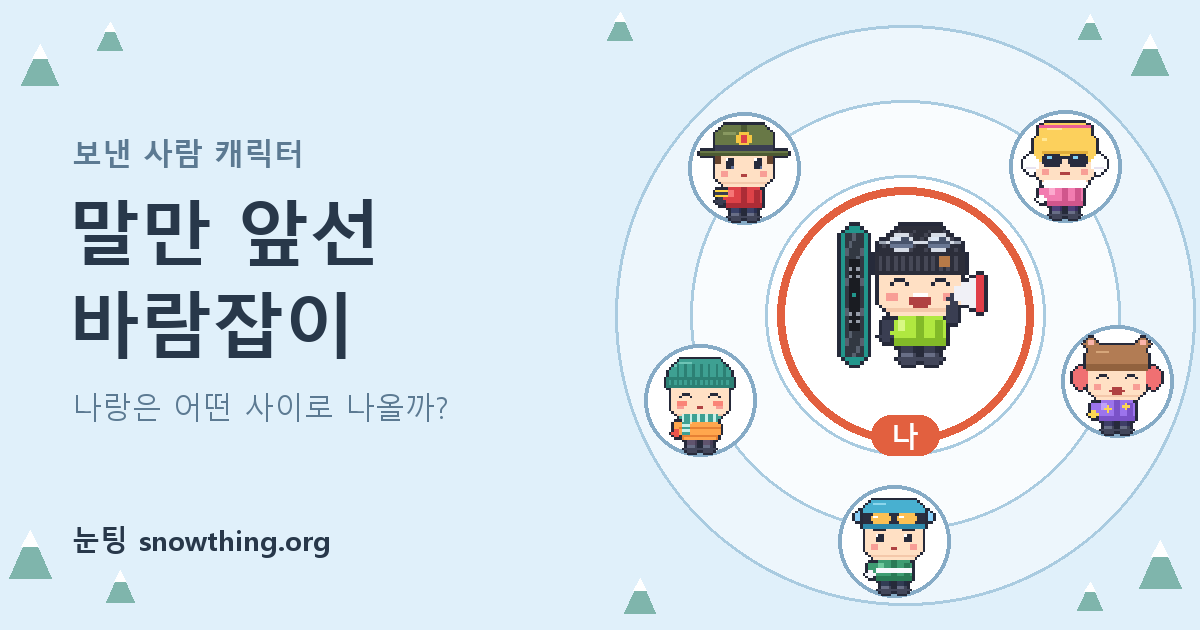 보낸 사람 캐릭터
말만 앞선
바람잡이
나랑은 어떤 사이로 나올까?
눈팅 snowthing.org
나